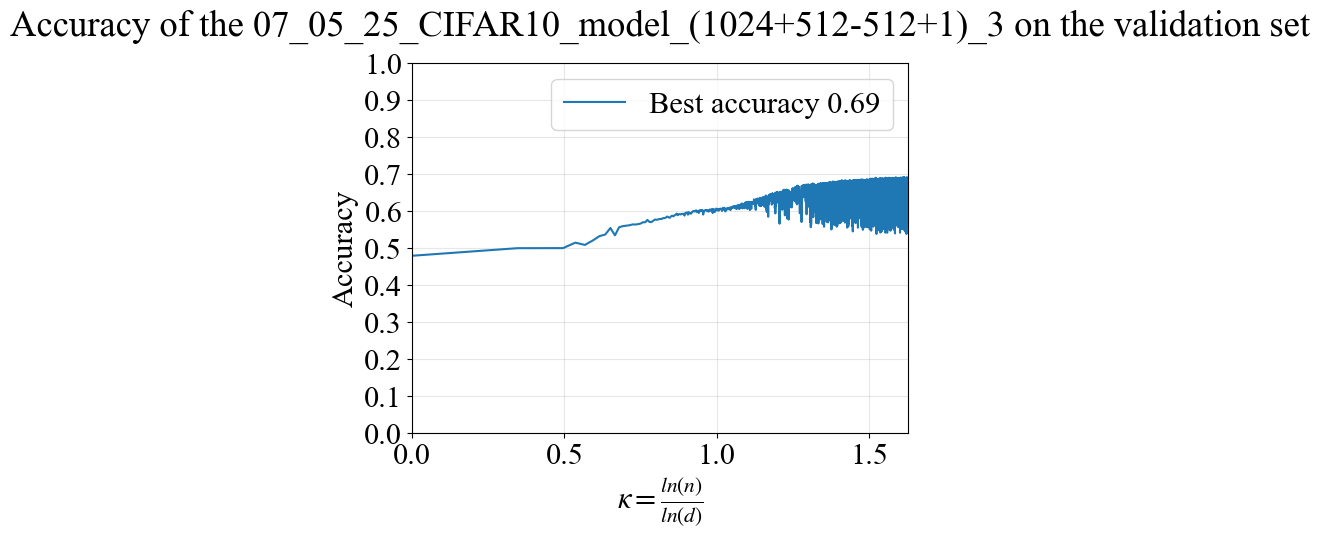 Accuracy of the 07_05_25_CIFAR10_model_(1024+512-512+1)_3 on the validation set
1.0
0.9
0.8
0.7
0.6
0.5
0.4
0.3
0.2
0.1
0.0
Accuracy
Best accuracy 0.69
0.0 0.5 1.0 1.5
κ = ln(n)/ln(d)